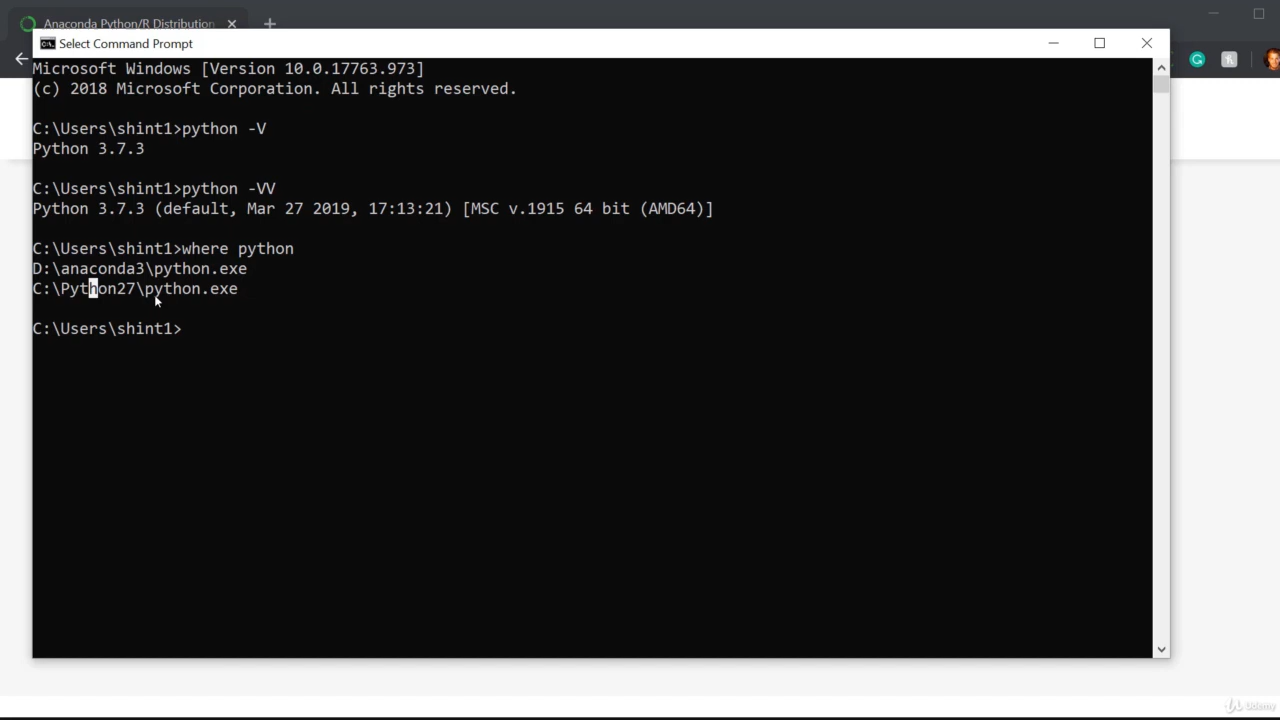 Anaconda Python/R Distribution
Select Command Prompt
Microsoft Windows [Version 10.0.17763.973]
(c) 2018 Microsoft Corporation. All rights reserved.
C:\Users\shint1>python -V
Python 3.7.3
C:\Users\shint1>python -VV
Python 3.7.3 (default, Mar 27 2019, 17:13:21) [MSC v.1915 64 bit (AMD64)]
C:\Users\shint1>where python
D:\anaconda3\python.exe
C:\Python27\python.exe
C:\Users\shint1>
Udemy